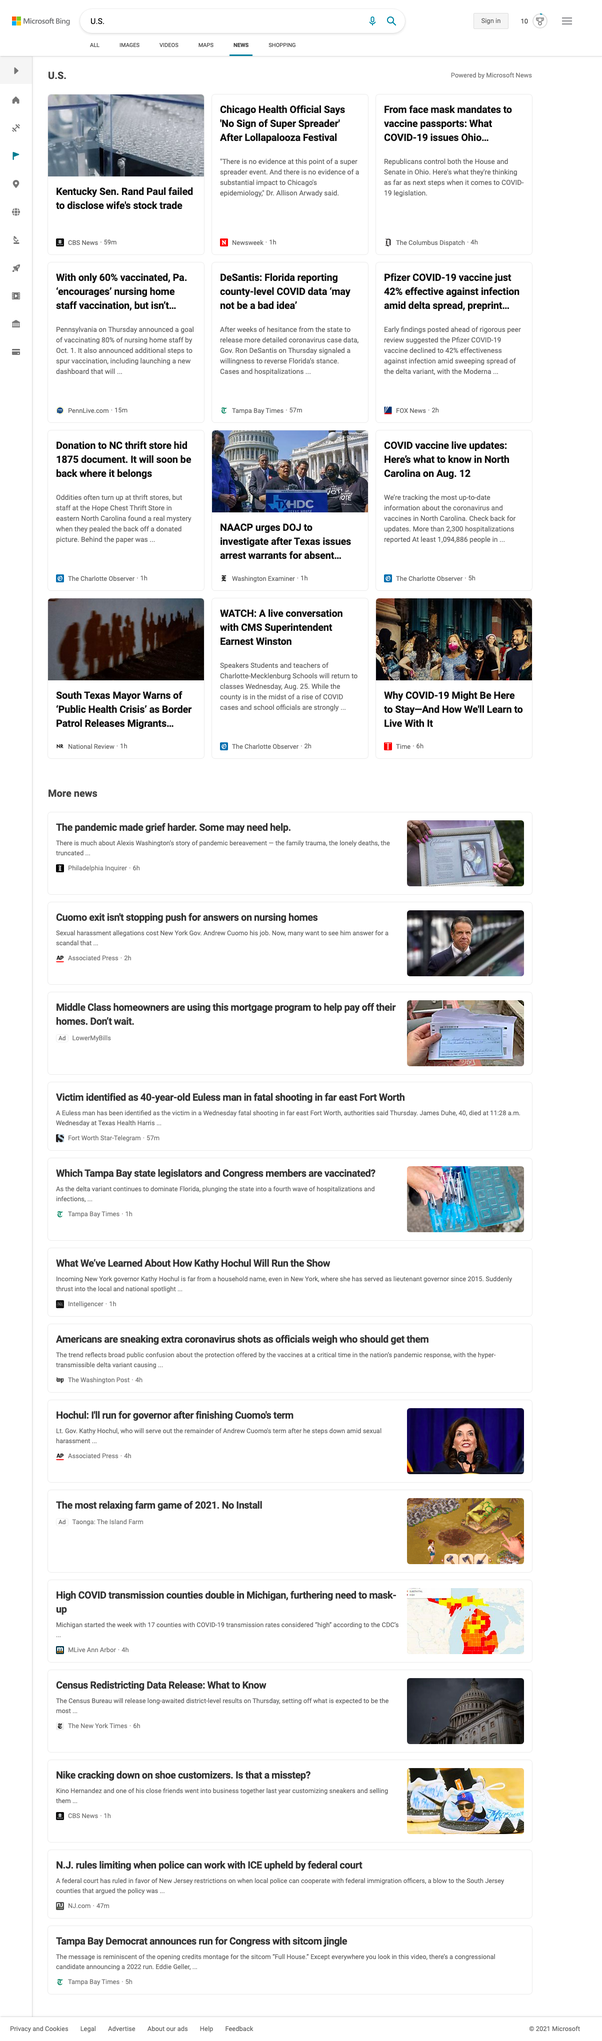 Microsoft Bing
U.S.
Sign in
10
ALL IMAGES VIDEOS MAPS NEWS SHOPPING
U.S.
Powered by Microsoft News
Kentucky Sen. Rand Paul failed
to disclose wife's stock trade
CBS News · 59m
Chicago Health Official Says
'No Sign of Super Spreader'
After Lollapalooza Festival
"There is no evidence at this point of a super
spreader event. And there is no evidence of a
substantial impact to Chicago's
epidemiology," Dr. Allison Arwady said.
Newsweek · 1h
From face mask mandates to
vaccine passports: What
COVID-19 issues Ohio...
Republicans control both the House and
Senate in Ohio. Here's what they're thinking
as far as next steps when it comes to COVID-
19 legislation.
The Columbus Dispatch · 4h
With only 60% vaccinated, Pa.
'encourages' nursing home
staff vaccination, but isn't...
Pennsylvania on Thursday announced a goal
of vaccinating 80% of nursing home staff by
Oct. 1. It also announced additional steps to
spur vaccination, including launching a new
dashboard that will ...
PennLive.com · 15m
DeSantis: Florida reporting
county-level COVID data 'may
not be a bad idea'
After weeks of hesitance from the state to
release more detailed coronavirus case data,
Gov. Ron DeSantis on Thursday signaled a
willingness to reverse Florida's stance.
Cases and hospitalizations ...
Tampa Bay Times · 57m
Pfizer COVID-19 vaccine just
42% effective against infection
amid delta spread, preprint...
Early findings posted ahead of rigorous peer
review suggested the Pfizer COVID-19
vaccine declined to 42% effectiveness
against infection amid sweeping spread of
the delta variant, with the Moderna ...
FOX News · 2h
Donation to NC thrift store hid
1875 document. It will soon be
back where it belongs
Oddities often turn up at thrift stores, but
staff at the Hope Chest Thrift Store in
eastern North Carolina found a real mystery
when they pealed the back off a donated
picture. Behind the paper was ...
The Charlotte Observer · 1h
TXHDC
VOTE
NAACP urges DOJ to
investigate after Texas issues
arrest warrants for absent...
Washington Examiner · 1h
COVID vaccine live updates:
Here's what to know in North
Carolina on Aug. 12
We're tracking the most up-to-date
information about the coronavirus and
vaccines in North Carolina. Check back for
updates. More than 2,300 hospitalizations
reported At least 1,094,886 people in ...
The Charlotte Observer · 5h
South Texas Mayor Warns of
'Public Health Crisis' as Border
Patrol Releases Migrants...
NR National Review · 1h
WATCH: A live conversation
with CMS Superintendent
Earnest Winston
Speakers Students and teachers of
Charlotte-Mecklenburg Schools will return to
classes Wednesday, Aug. 25. While the
county is in the midst of a rise of COVID
cases and school officials are strongly ...
The Charlotte Observer · 2h
Why COVID-19 Might Be Here
to Stay—And How We'll Learn to
Live With It
Time · 6h
More news
The pandemic made grief harder. Some may need help.
There is much about Alexis Washington's story of pandemic bereavement — the family trauma, the lonely deaths, the
truncated ...
Philadelphia Inquirer · 6h
Cuomo exit isn't stopping push for answers on nursing homes
Sexual harassment allegations cost New York Gov. Andrew Cuomo his job. Now, many want to see him answer for a
scandal that ...
AP Associated Press · 2h
Middle Class homeowners are using this mortgage program to help pay off their
homes. Don't wait.
Ad LowerMyBills
Victim identified as 40-year-old Euless man in fatal shooting in far east Fort Worth
A Euless man has been identified as the victim in a Wednesday fatal shooting in far east Fort Worth, authorities said Thursday. James Duhe, 40, died at 11:28 a.m.
Wednesday at Texas Health Harris ...
Fort Worth Star-Telegram · 57m
Which Tampa Bay state legislators and Congress members are vaccinated?
As the delta variant continues to dominate Florida, plunging the state into a fourth wave of hospitalizations and
infections, ...
Tampa Bay Times · 1h
What We've Learned About How Kathy Hochul Will Run the Show
Incoming New York governor Kathy Hochul is far from a household name, even in New York, where she has served as lieutenant governor since 2015. Suddenly
thrust into the local and national spotlight ...
Intelligencer · 1h
Americans are sneaking extra coronavirus shots as officials weigh who should get them
The trend reflects broad public confusion about the protection offered by the vaccines at a critical time in the nation's pandemic response, with the hyper-
transmissible delta variant causing ...
wp The Washington Post · 4h
Hochul: I'll run for governor after finishing Cuomo's term
Lt. Gov. Kathy Hochul, who will serve out the remainder of Andrew Cuomo's term after he steps down amid sexual
harassment ...
AP Associated Press · 4h
The most relaxing farm game of 2021. No Install
Ad Taonga: The Island Farm
High COVID transmission counties double in Michigan, furthering need to mask-
up
Michigan started the week with 17 counties with COVID-19 transmission rates considered "high" according to the CDC's
...
MLive Ann Arbor · 4h
Census Redistricting Data Release: What to Know
The Census Bureau will release long-awaited district-level results on Thursday, setting off what is expected to be the
most ...
The New York Times · 6h
Nike cracking down on shoe customizers. Is that a misstep?
Kino Hernandez and one of his close friends went into business together last year customizing sneakers and selling
them ...
CBS News · 1h
N.J. rules limiting when police can work with ICE upheld by federal court
A federal court has ruled in favor of New Jersey restrictions on when local police can cooperate with federal immigration officers, a blow to the South Jersey
counties that argued the policy was ...
NJ.com · 47m
Tampa Bay Democrat announces run for Congress with sitcom jingle
The message is reminiscent of the opening credits montage for the sitcom "Full House." Except everywhere you look in this video, there's a congressional
candidate announcing a 2022 run. Eddie Geller, ...
Tampa Bay Times · 5h
Privacy and Cookies Legal Advertise About our ads Help Feedback
© 2021 Microsoft